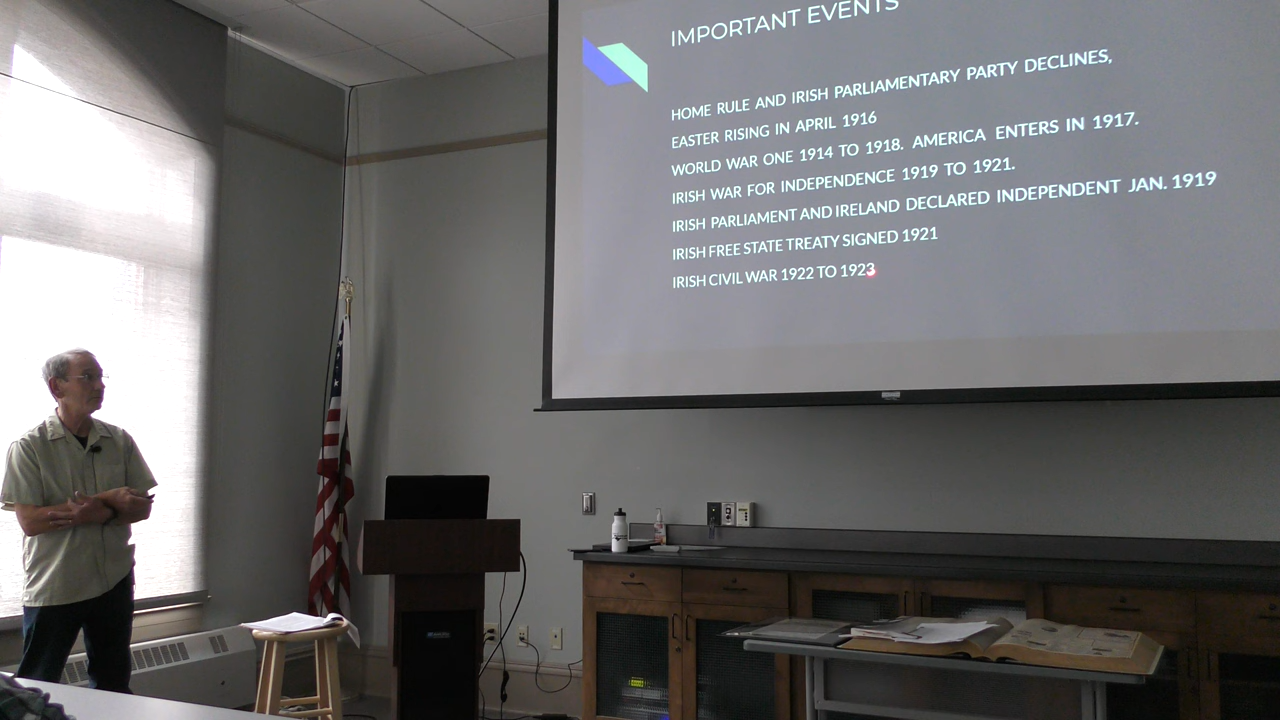 IMPORTANT EVENTS
HOME RULE AND IRISH PARLIAMENTARY PARTY DECLINES,
EASTER RISING IN APRIL 1916
WORLD WAR ONE 1914 TO 1918. AMERICA ENTERS IN 1917.
IRISH WAR FOR INDEPENDENCE 1919 TO 1921.
IRISH PARLIAMENT AND IRELAND DECLARED INDEPENDENT JAN. 1919
IRISH FREE STATE TREATY SIGNED 1921
IRISH CIVIL WAR 1922 TO 1923